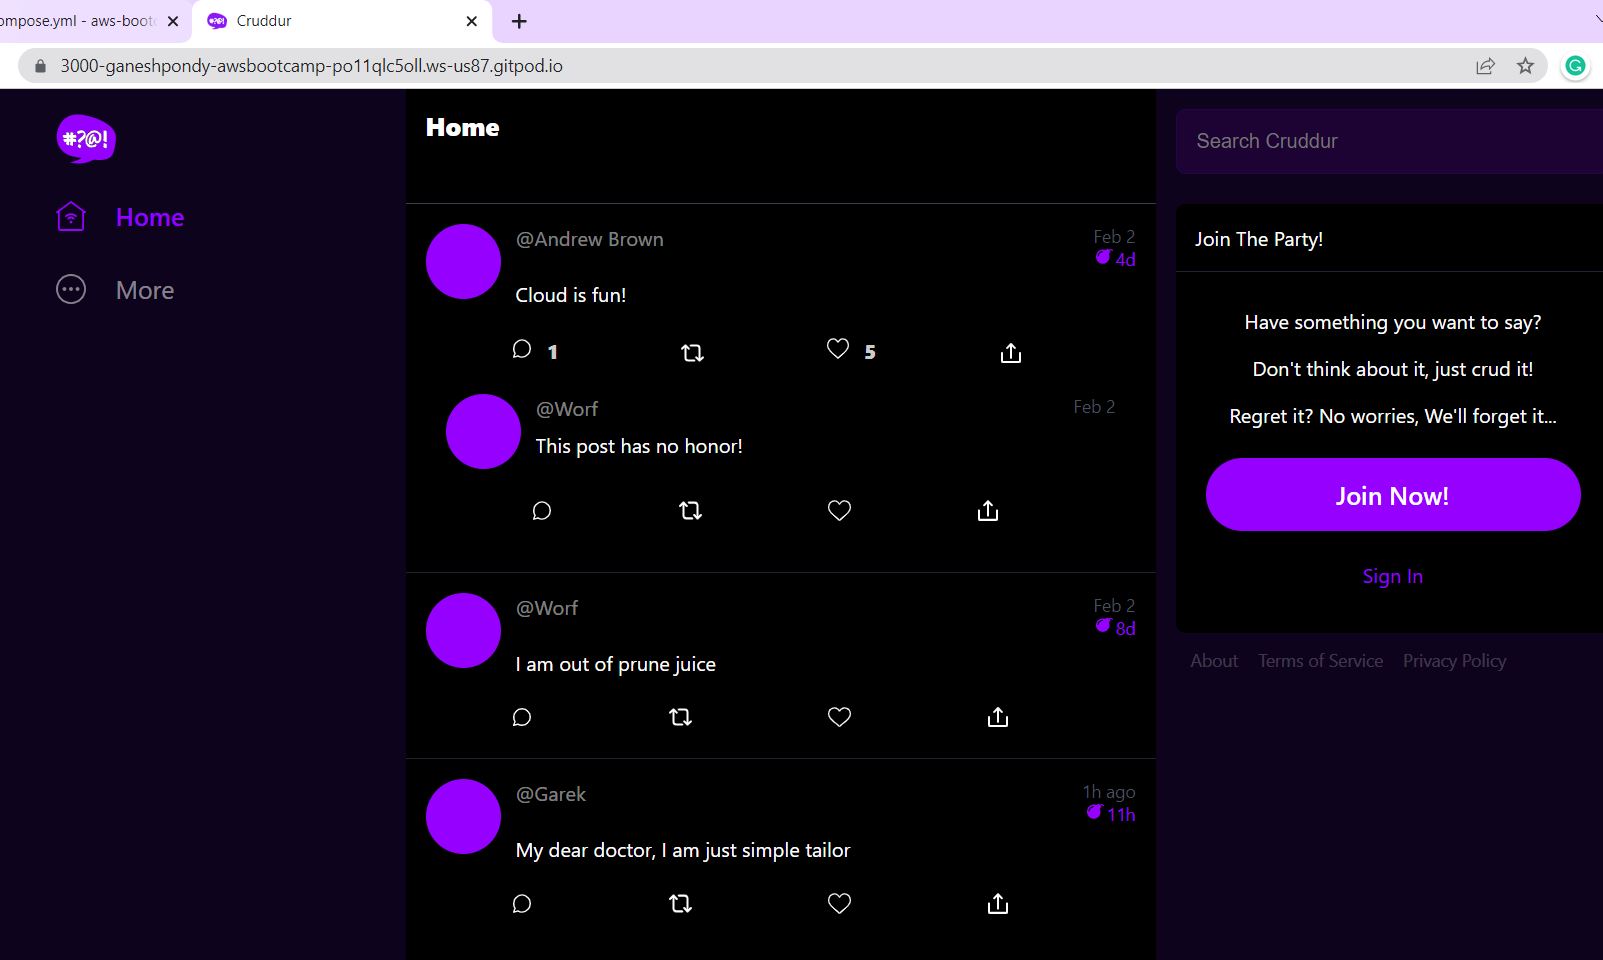 ompose.yml - aws-boot
Cruddur
3000-ganeshpondy-awsbootcamp-po11qlc5oll.ws-us87.gitpod.io
#?@!
Home
More
Home
@Andrew Brown
Feb 2
4d
Cloud is fun!
1
5
@Worf
Feb 2
This post has no honor!
@Worf
Feb 2
8d
I am out of prune juice
@Garek
1h ago
11h
My dear doctor, I am just simple tailor
Search Cruddur
Join The Party!
Have something you want to say?
Don't think about it, just crud it!
Regret it? No worries, We'll forget it...
Join Now!
Sign In
About Terms of Service Privacy Policy